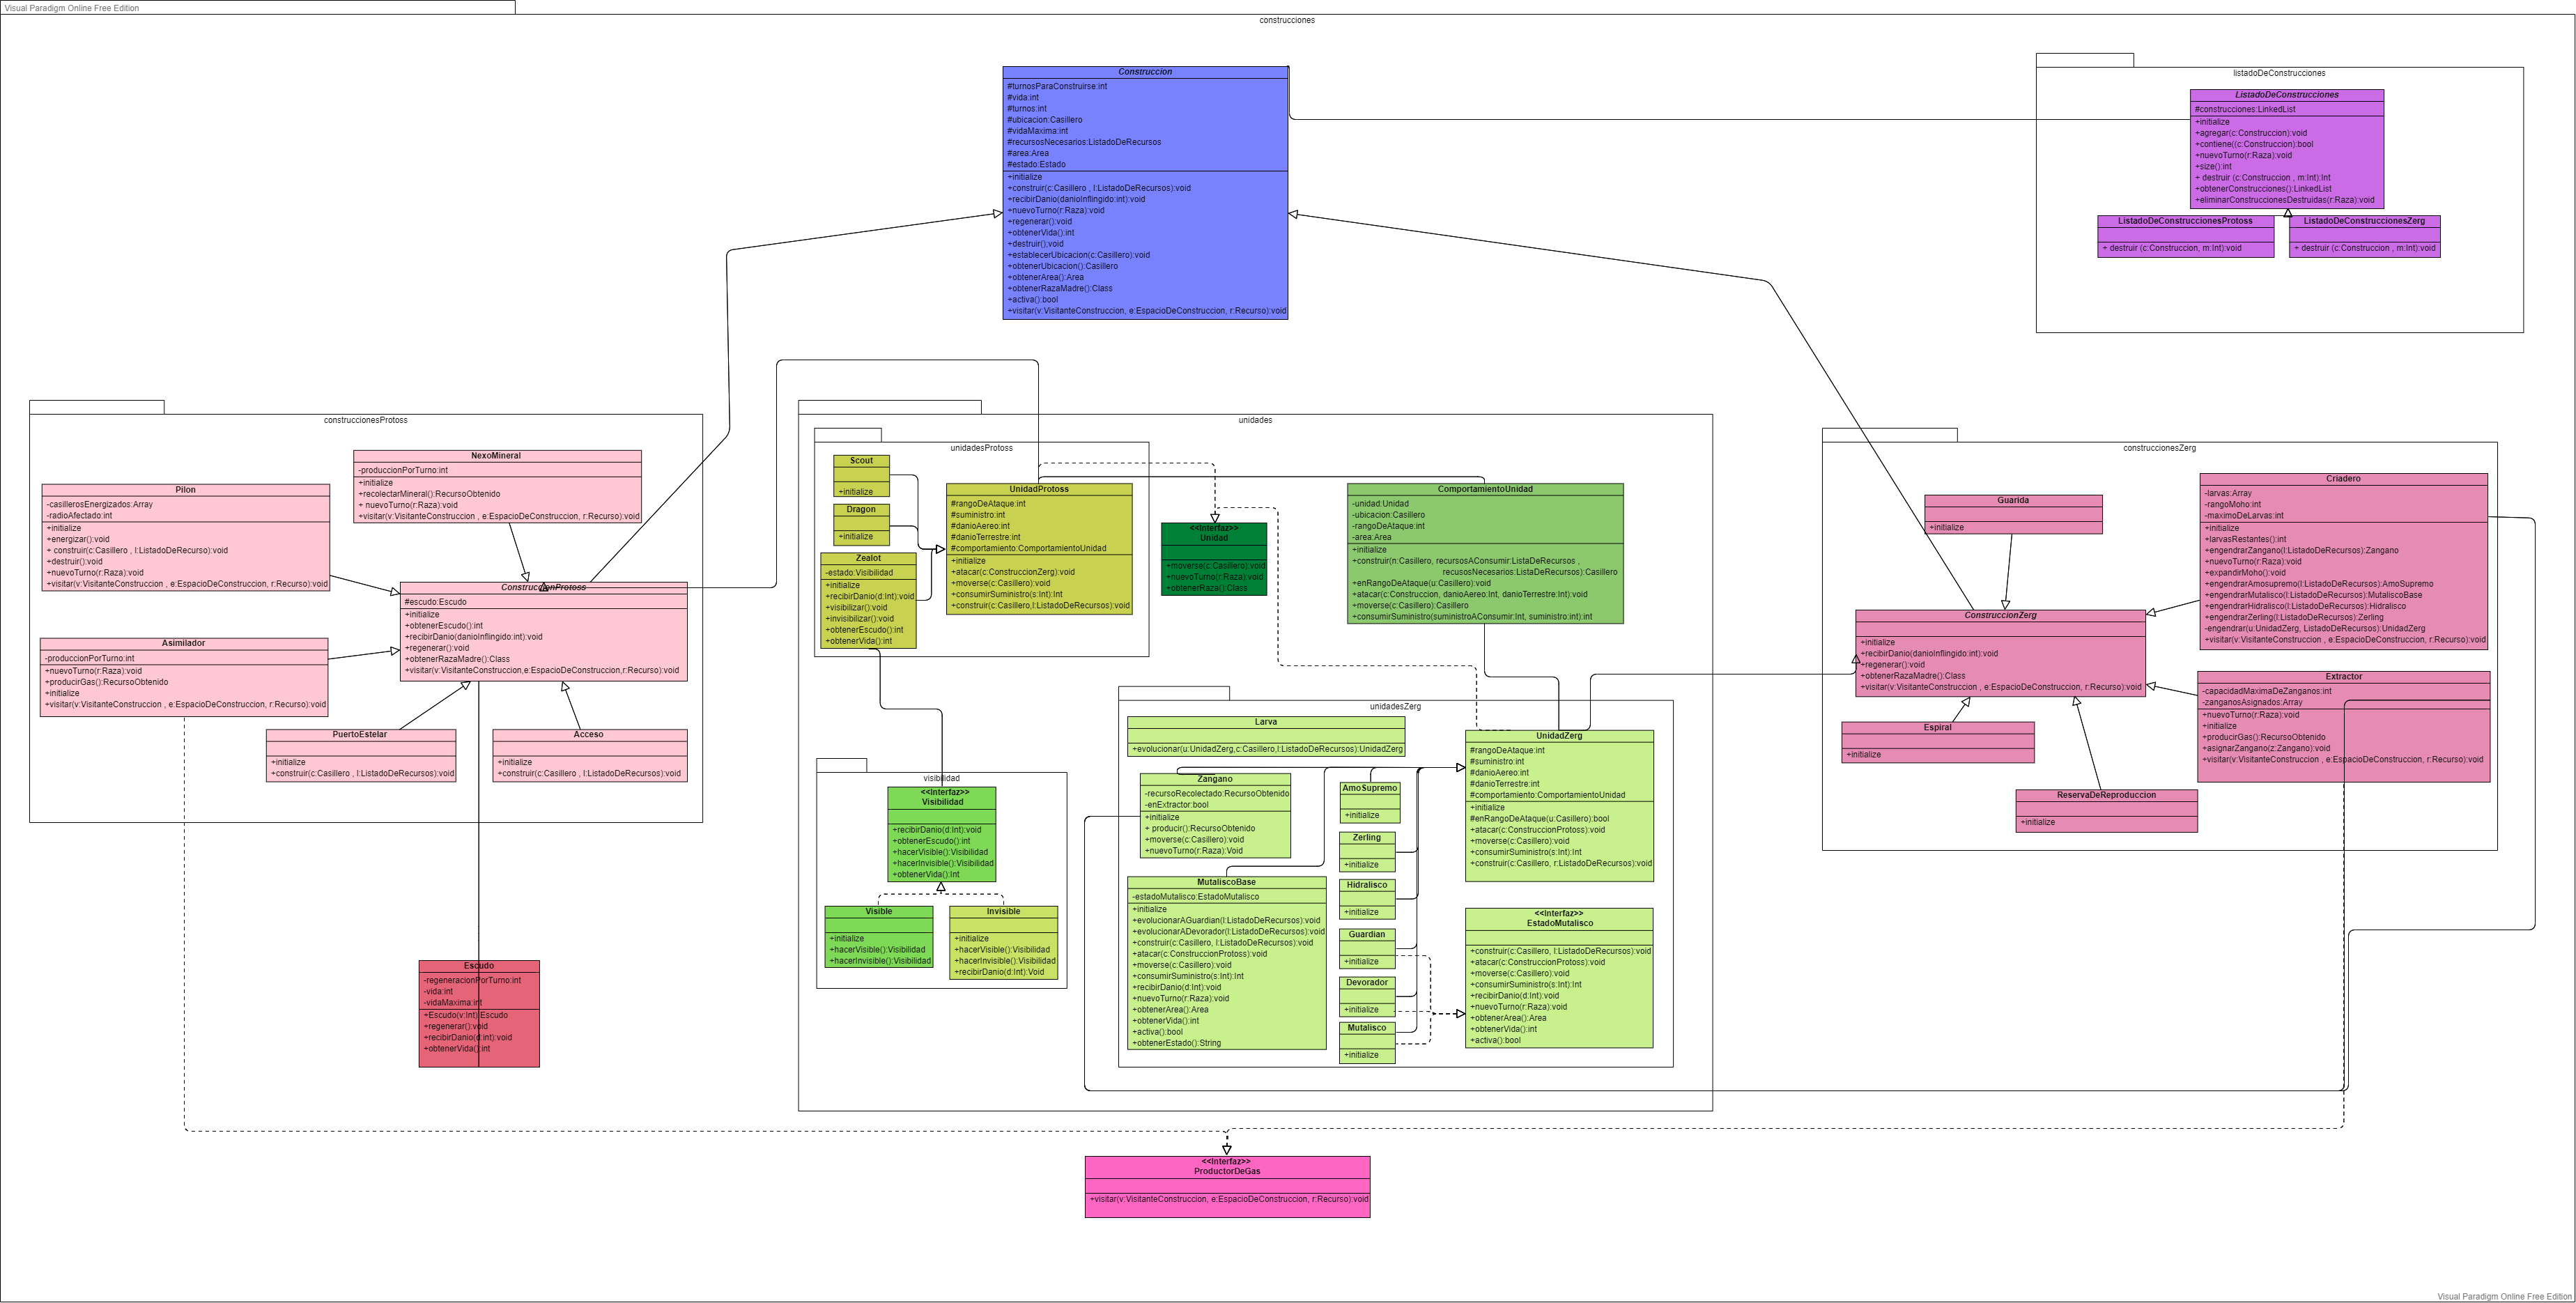 Visual Paradigm Online Free Edition
construcciones
Construccion
#turnosParaConstruirse:int
#vida:int
#turnos:int
#ubicacion:Casillero
#vidaMaxima:int
#recursosNecesarios:ListadoDeRecursos
#area:Area
#estado:Estado
+initialize
+construir(c:Casillero , l:ListadoDeRecursos):void
+recibirDanio(danioInflingido:int):void
+nuevoTurno(r:Raza):void
+regenerar():void
+obtenerVida():int
+destruir();void
+establecerUbicacion(c:Casillero):void
+obtenerUbicacion():Casillero
+obtenerArea():Area
+obtenerRazaMadre():Class
+activa():bool
+visitar(v:VisitanteConstruccion, e:EspacioDeConstruccion, r:Recurso):void
listadoDeConstrucciones
ListadoDeConstrucciones
#construcciones:LinkedList
+initialize
+agregar(c:Construccion):void
+contiene((c:Construccion):bool
+nuevoTurno(r:Raza):void
+size():int
+ destruir (c:Construccion , m:Int):Int
+obtenerConstrucciones():LinkedList
+eliminarConstruccionesDestruidas(r:Raza):void
ListadoDeConstruccionesProtoss
+ destruir (c:Construccion, m:Int):void
ListadoDeConstruccionesZerg
+ destruir (c:Construccion , m:Int):void
construccionesProtoss
NexoMineral
-produccionPorTurno:int
+initialize
+recolectarMineral():RecursoObtenido
+ nuevoTurno(r:Raza):void
+visitar(v:VisitanteConstruccion , e:EspacioDeConstruccion, r:Recurso):void
Pilon
-casillerosEnergizados:Array
-radioAfectado:int
+initialize
+energizar():void
+ construir(c:Casillero , l:ListadoDeRecurso):void
+destruir():void
+nuevoTurno(r:Raza):void
+visitar(v:VisitanteConstruccion , e:EspacioDeConstruccion, r:Recurso):void
ConstruccionProtoss
#escudo:Escudo
+initialize
+obtenerEscudo():int
+recibirDanio(danioInflingido:int):void
+regenerar():void
+obtenerRazaMadre():Class
+visitar(v:VisitanteConstruccion,e:EspacioDeConstruccion,r:Recurso):void
Asimilador
-produccionPorTurno:int
+nuevoTurno(r:Raza):void
+producirGas():RecursoObtenido
+initialize
+visitar(v:VisitanteConstruccion , e:EspacioDeConstruccion, r:Recurso):void
PuertoEstelar
+initialize
+construir(c:Casillero , l:ListadoDeRecursos):void
Acceso
+initialize
+construir(c:Casillero , l:ListadoDeRecursos):void
Escudo
-regeneracionPorTurno:int
-vida:int
-vidaMaxima:int
+Escudo(v:Int):Escudo
+regenerar():void
+recibirDanio(d:int):void
+obtenerVida():int
unidades
unidadesProtoss
Scout
+initialize
Dragon
+initialize
Zealot
-estado:Visibilidad
+initialize
+recibirDanio(d:Int):void
+visibilizar():void
+invisibilizar():void
+obtenerEscudo():int
+obtenerVida():int
UnidadProtoss
#rangoDeAtaque:int
#suministro:int
#danioAereo:int
#danioTerrestre:int
#comportamiento:ComportamientoUnidad
+initialize
+atacar(c:ConstruccionZerg):void
+moverse(c:Casillero):void
+consumirSuministro(s:Int):Int
+construir(c:Casillero,l:ListadoDeRecursos):void
<<Interfaz>>
Unidad
+moverse(c:Casillero):void
+nuevoTurno(r:Raza):void
+obtenerRaza():Class
ComportamientoUnidad
-unidad:Unidad
-ubicacion:Casillero
-rangoDeAtaque:int
-area:Area
+initialize
+construir(n:Casillero, recursosAConsumir:ListaDeRecursos ,
recusosNecesarios:ListaDeRecursos):Casillero
+enRangoDeAtaque(u:Casillero):void
+atacar(c:Construccion, danioAereo:Int, danioTerrestre:Int):void
+moverse(c:Casillero):Casillero
+consumirSuministro(suministroAConsumir:Int, suministro:int):int
visibilidad
<<Interfaz>>
Visibilidad
+recibirDanio(d:Int):void
+obtenerEscudo():int
+hacerVisible():Visibilidad
+hacerInvisible():Visibilidad
+obtenerVida():Int
Visible
+initialize
+hacerVisible():Visibilidad
+hacerInvisible():Visibilidad
Invisible
+initialize
+hacerVisible():Visibilidad
+hacerInvisible():Visibilidad
+recibirDanio(d:Int):Void
unidadesZerg
Larva
+evolucionar(u:UnidadZerg,c:Casillero,l:ListadoDeRecursos):UnidadZerg
Zangano
-recursoRecolectado:RecursoObtenido
-enExtractor:bool
+initialize
+ producir():RecursoObtenido
+moverse(c:Casillero):void
+nuevoTurno(r:Raza):Void
MutaliscoBase
-estadoMutalisco:EstadoMutalisco
+initialize
+evolucionarAGuardian(l:ListadoDeRecursos):void
+evolucionarADevorador(l:ListadoDeRecursos):void
+construir(c:Casillero, l:ListadoDeRecursos):void
+atacar(c:ConstruccionProtoss):void
+moverse(c:Casillero):void
+consumirSuministro(s:Int):Int
+recibirDanio(d:Int):void
+nuevoTurno(r:Raza):void
+obtenerArea():Area
+obtenerVida():int
+activa():bool
+obtenerEstado():String
AmoSupremo
+initialize
Zerling
+initialize
Hidralisco
+initialize
Guardian
+initialize
Devorador
+initialize
Mutalisco
+initialize
UnidadZerg
#rangoDeAtaque:int
#suministro:int
#danioAereo:int
#danioTerrestre:int
#comportamiento:ComportamientoUnidad
+initialize
#enRangoDeAtaque(u:Casillero):bool
+atacar(c:ConstruccionProtoss):void
+moverse(c:Casillero):void
+consumirSuministro(s:Int):Int
+construir(c:Casillero, r:ListadoDeRecursos):void
<<Interfaz>>
EstadoMutalisco
+construir(c:Casillero, l:ListadoDeRecursos):void
+atacar(c:ConstruccionProtoss):void
+moverse(c:Casillero):void
+consumirSuministro(s:Int):Int
+recibirDanio(d:Int):void
+nuevoTurno(r:Raza):void
+obtenerArea():Area
+obtenerVida():int
+activa():bool
construccionesZerg
Guarida
+initialize
Criadero
-larvas:Array
-rangoMoho:int
-maximoDeLarvas:int
+initialize
+larvasRestantes():int
+engendrarZangano(l:ListadoDeRecursos):Zangano
+nuevoTurno(r:Raza):void
+expandirMoho():void
+engendrarAmosupremo(l:ListadoDeRecursos):AmoSupremo
+engendrarMutalisco(l:ListadoDeRecursos):MutaliscoBase
+engendrarHidralisco(l:ListadoDeRecursos):Hidralisco
+engendrarZerling(l:ListadoDeRecursos):Zerling
-engendrar(u:UnidadZerg, ListadoDeRecursos):UnidadZerg
+visitar(v:VisitanteConstruccion , e:EspacioDeConstruccion, r:Recurso):void
ConstruccionZerg
+initialize
+recibirDanio(danioInflingido:int):void
+regenerar():void
+obtenerRazaMadre():Class
+visitar(v:VisitanteConstruccion , e:EspacioDeConstruccion, r:Recurso):void
Extractor
-capacidadMaximaDeZanganos:int
-zanganosAsignados:Array
+nuevoTurno(r:Raza):void
+initialize
+producirGas():RecursoObtenido
+asignarZangano(z:Zangano):void
+visitar(v:VisitanteConstruccion , e:EspacioDeConstruccion, r:Recurso):void
Espiral
+initialize
ReservaDeReproduccion
+initialize
<<Interfaz>>
ProductorDeGas
+visitar(v:VisitanteConstruccion, e:EspacioDeConstruccion, r:Recurso):void
Visual Paradigm Online Free Edition